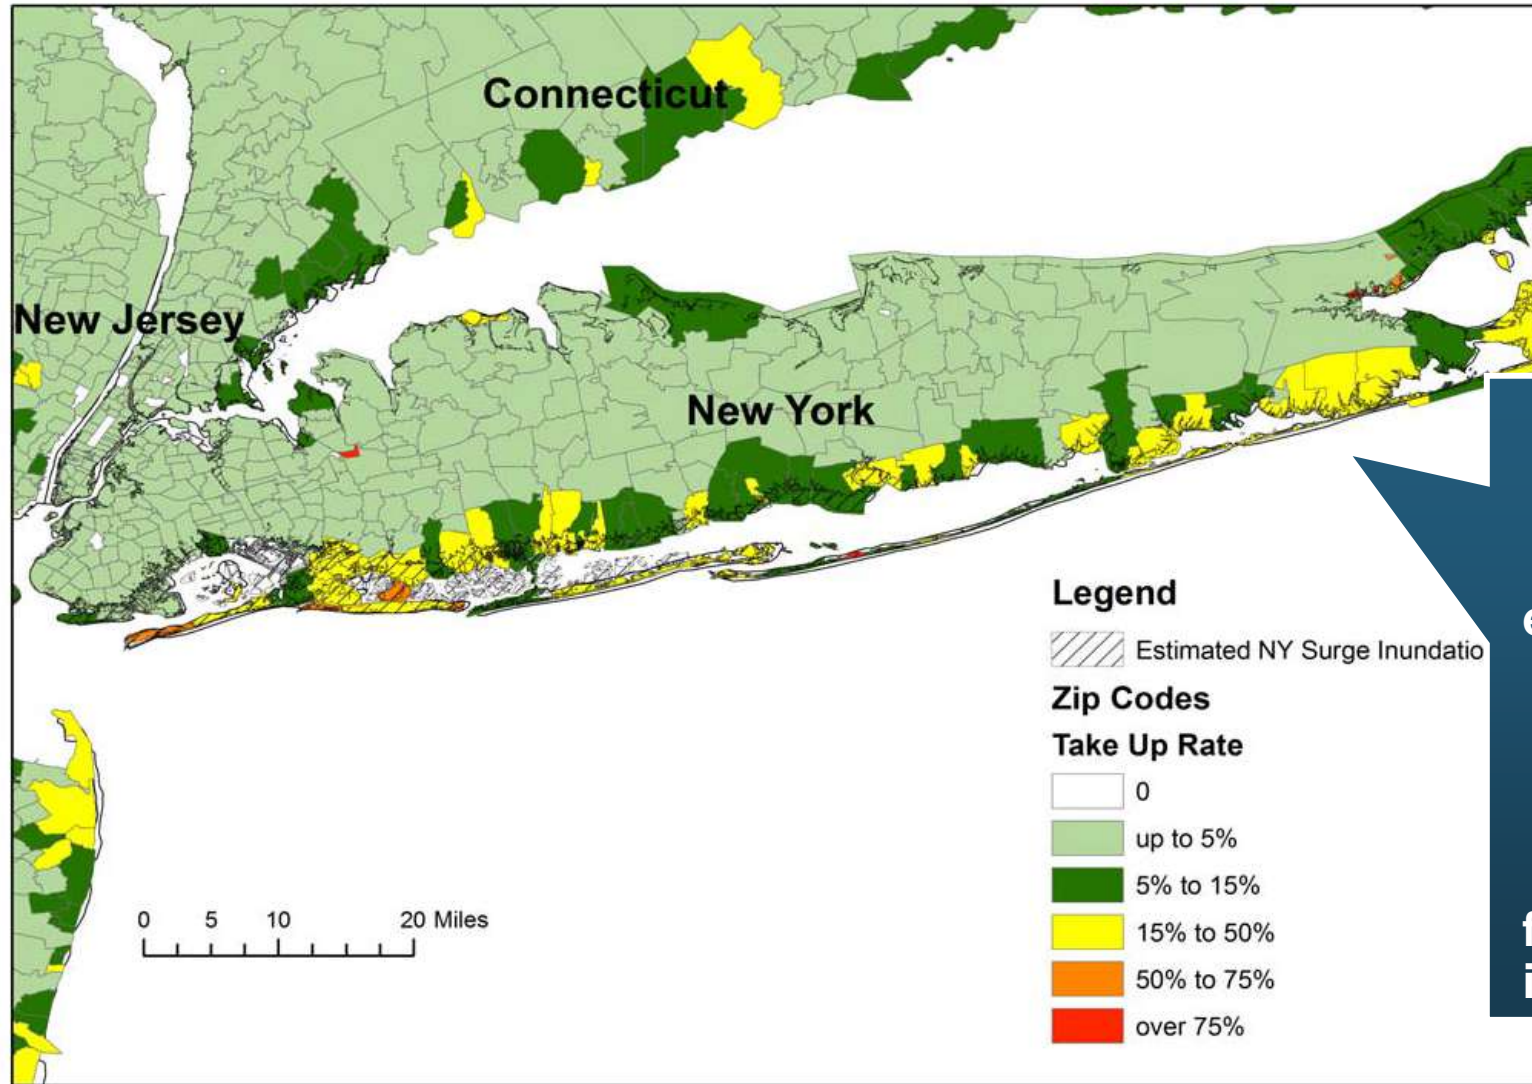 Connecticut
New Jersey
New York
Legend
Estimated NY Surge Inundatio
Zip Codes
Take Up Rate
0
up to 5%
5% to 15%
15% to 50%
50% to 75%
over 75%
0 5 10 20 Miles